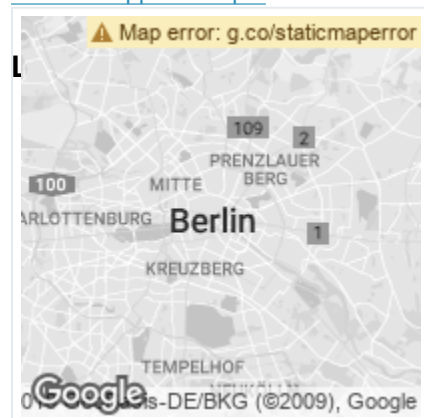 Map error: g.co/staticmaperror
L
109
2
PRENZLAUER
BERG
100
MITTE
ARLOTTENBURG
Berlin
1
KREUZBERG
TEMPELHOF
Google
-DE/BKG (©2009), Google